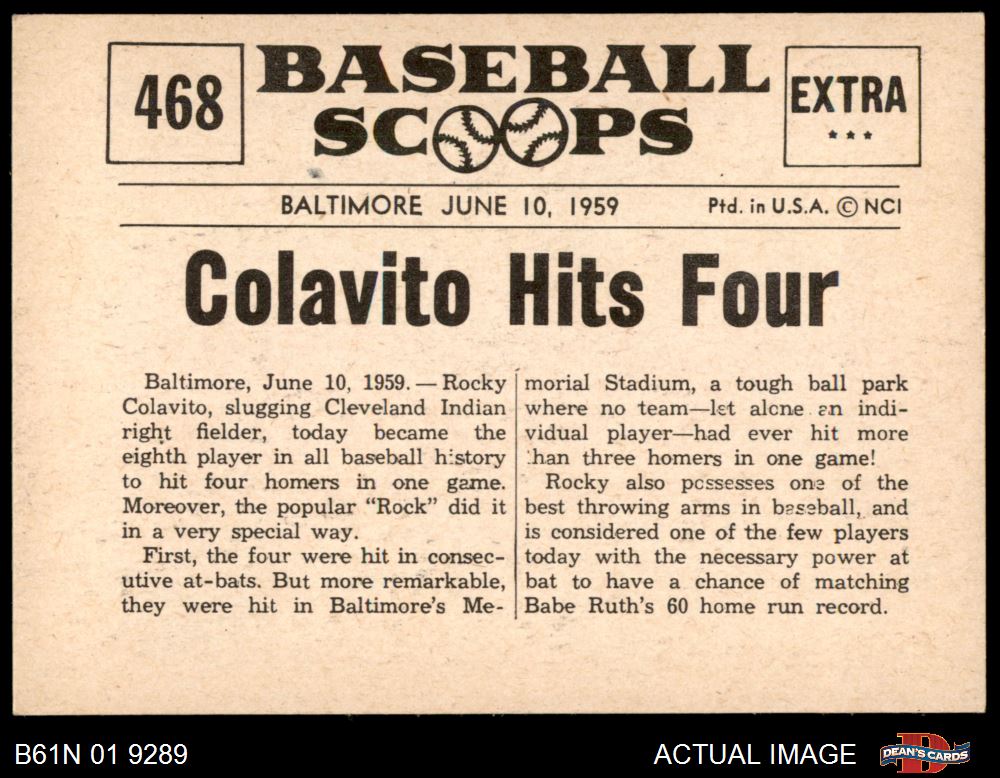 468
BASEBALL
SCOOPS
EXTRA
BALTIMORE JUNE 10, 1959
Ptd. in U.S.A. © NCI
Colavito Hits Four
Baltimore, June 10, 1959. — Rocky
Colavito, slugging Cleveland Indian
right fielder, today became the
eighth player in all baseball history
to hit four homers in one game.
Moreover, the popular "Rock" did it
in a very special way.
First, the four were hit in consec-
utive at-bats. But more remarkable,
they were hit in Baltimore's Me-
morial Stadium, a tough ball park
where no team—let alone an indi-
vidual player—had ever hit more
than three homers in one game!
Rocky also possesses one of the
best throwing arms in baseball, and
is considered one of the few players
today with the necessary power at
bat to have a chance of matching
Babe Ruth's 60 home run record.
B61N 01 9289
ACTUAL IMAGE
D
DEAN'S CARDS